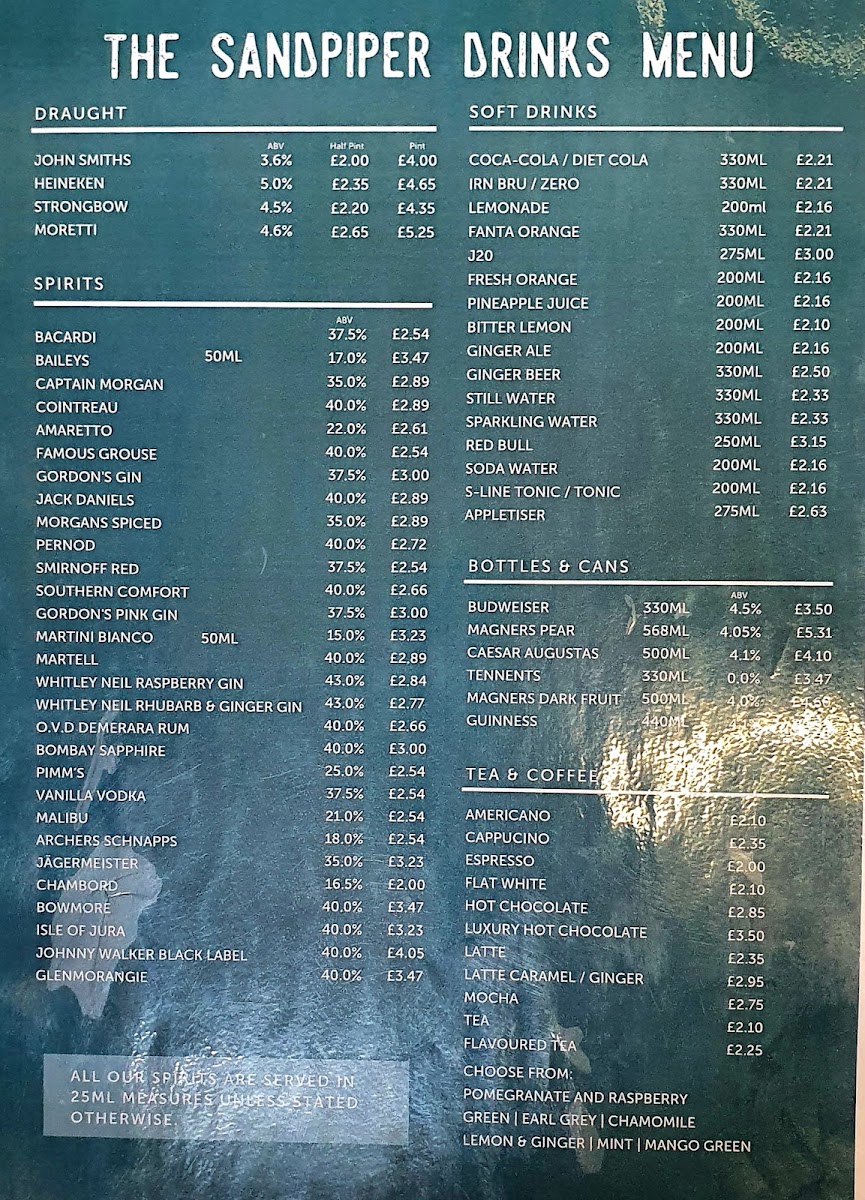 THE SANDPIPER DRINKS MENU
DRAUGHT
ABV Half Pint Pint
JOHN SMITHS 3.6% £2.00 £4.00
HEINEKEN 5.0% £2.35 £4.65
STRONGBOW 4.5% £2.20 £4.35
MORETTI 4.6% £2.65 £5.25
SPIRITS
ABV
BACARDI 37.5% £2.54
BAILEYS 50ML 17.0% £3.47
CAPTAIN MORGAN 35.0% £2.89
COINTREAU 40.0% £2.89
AMARETTO 22.0% £2.61
FAMOUS GROUSE 40.0% £2.54
GORDON'S GIN 37.5% £3.00
JACK DANIELS 40.0% £2.89
MORGANS SPICED 35.0% £2.89
PERNOD 40.0% £2.72
SMIRNOFF RED 37.5% £2.54
SOUTHERN COMFORT 40.0% £2.66
GORDON'S PINK GIN 37.5% £3.00
MARTINI BIANCO 50ML 15.0% £3.23
MARTELL 40.0% £2.89
WHITLEY NEIL RASPBERRY GIN 43.0% £2.84
WHITLEY NEIL RHUBARB & GINGER GIN 43.0% £2.77
O.V.D DEMERARA RUM 40.0% £2.66
BOMBAY SAPPHIRE 40.0% £3.00
PIMM'S 25.0% £2.54
VANILLA VODKA 37.5% £2.54
MALIBU 21.0% £2.54
ARCHERS SCHNAPPS 18.0% £2.54
JÄGERMEISTER 35.0% £3.23
CHAMBORD 16.5% £2.00
BOWMORE 40.0% £3.47
ISLE OF JURA 40.0% £3.23
JOHNNY WALKER BLACK LABEL 40.0% £4.05
GLENMORANGIE 40.0% £3.47
ALL OUR SPIRITS ARE SERVED IN
25ML MEASURES UNLESS STATED
OTHERWISE.
SOFT DRINKS
COCA-COLA / DIET COLA 330ML £2.21
IRN BRU / ZERO 330ML £2.21
LEMONADE 200ml £2.16
FANTA ORANGE 330ML £2.21
J20 275ML £3.00
FRESH ORANGE 200ML £2.16
PINEAPPLE JUICE 200ML £2.16
BITTER LEMON 200ML £2.10
GINGER ALE 200ML £2.16
GINGER BEER 330ML £2.50
STILL WATER 330ML £2.33
SPARKLING WATER 330ML £2.33
RED BULL 250ML £3.15
SODA WATER 200ML £2.16
S-LINE TONIC / TONIC 200ML £2.16
APPLETISER 275ML £2.63
BOTTLES & CANS
ABV
BUDWEISER 330ML 4.5% £3.50
MAGNERS PEAR 568ML 4.05% £5.31
CAESAR AUGUSTAS 500ML 4.1% £4.10
TENNENTS 330ML 0.0% £3.47
MAGNERS DARK FRUIT 500ML 4.0% £4.60
GUINNESS 440ML
TEA & COFFEE
AMERICANO £2.10
CAPPUCINO £2.35
ESPRESSO £2.00
FLAT WHITE £2.10
HOT CHOCOLATE £2.85
LUXURY HOT CHOCOLATE £3.50
LATTE £2.35
LATTE CARAMEL / GINGER £2.95
MOCHA £2.75
TEA £2.10
FLAVOURED TEA £2.25
CHOOSE FROM:
POMEGRANATE AND RASPBERRY
GREEN | EARL GREY | CHAMOMILE
LEMON & GINGER | MINT | MANGO GREEN